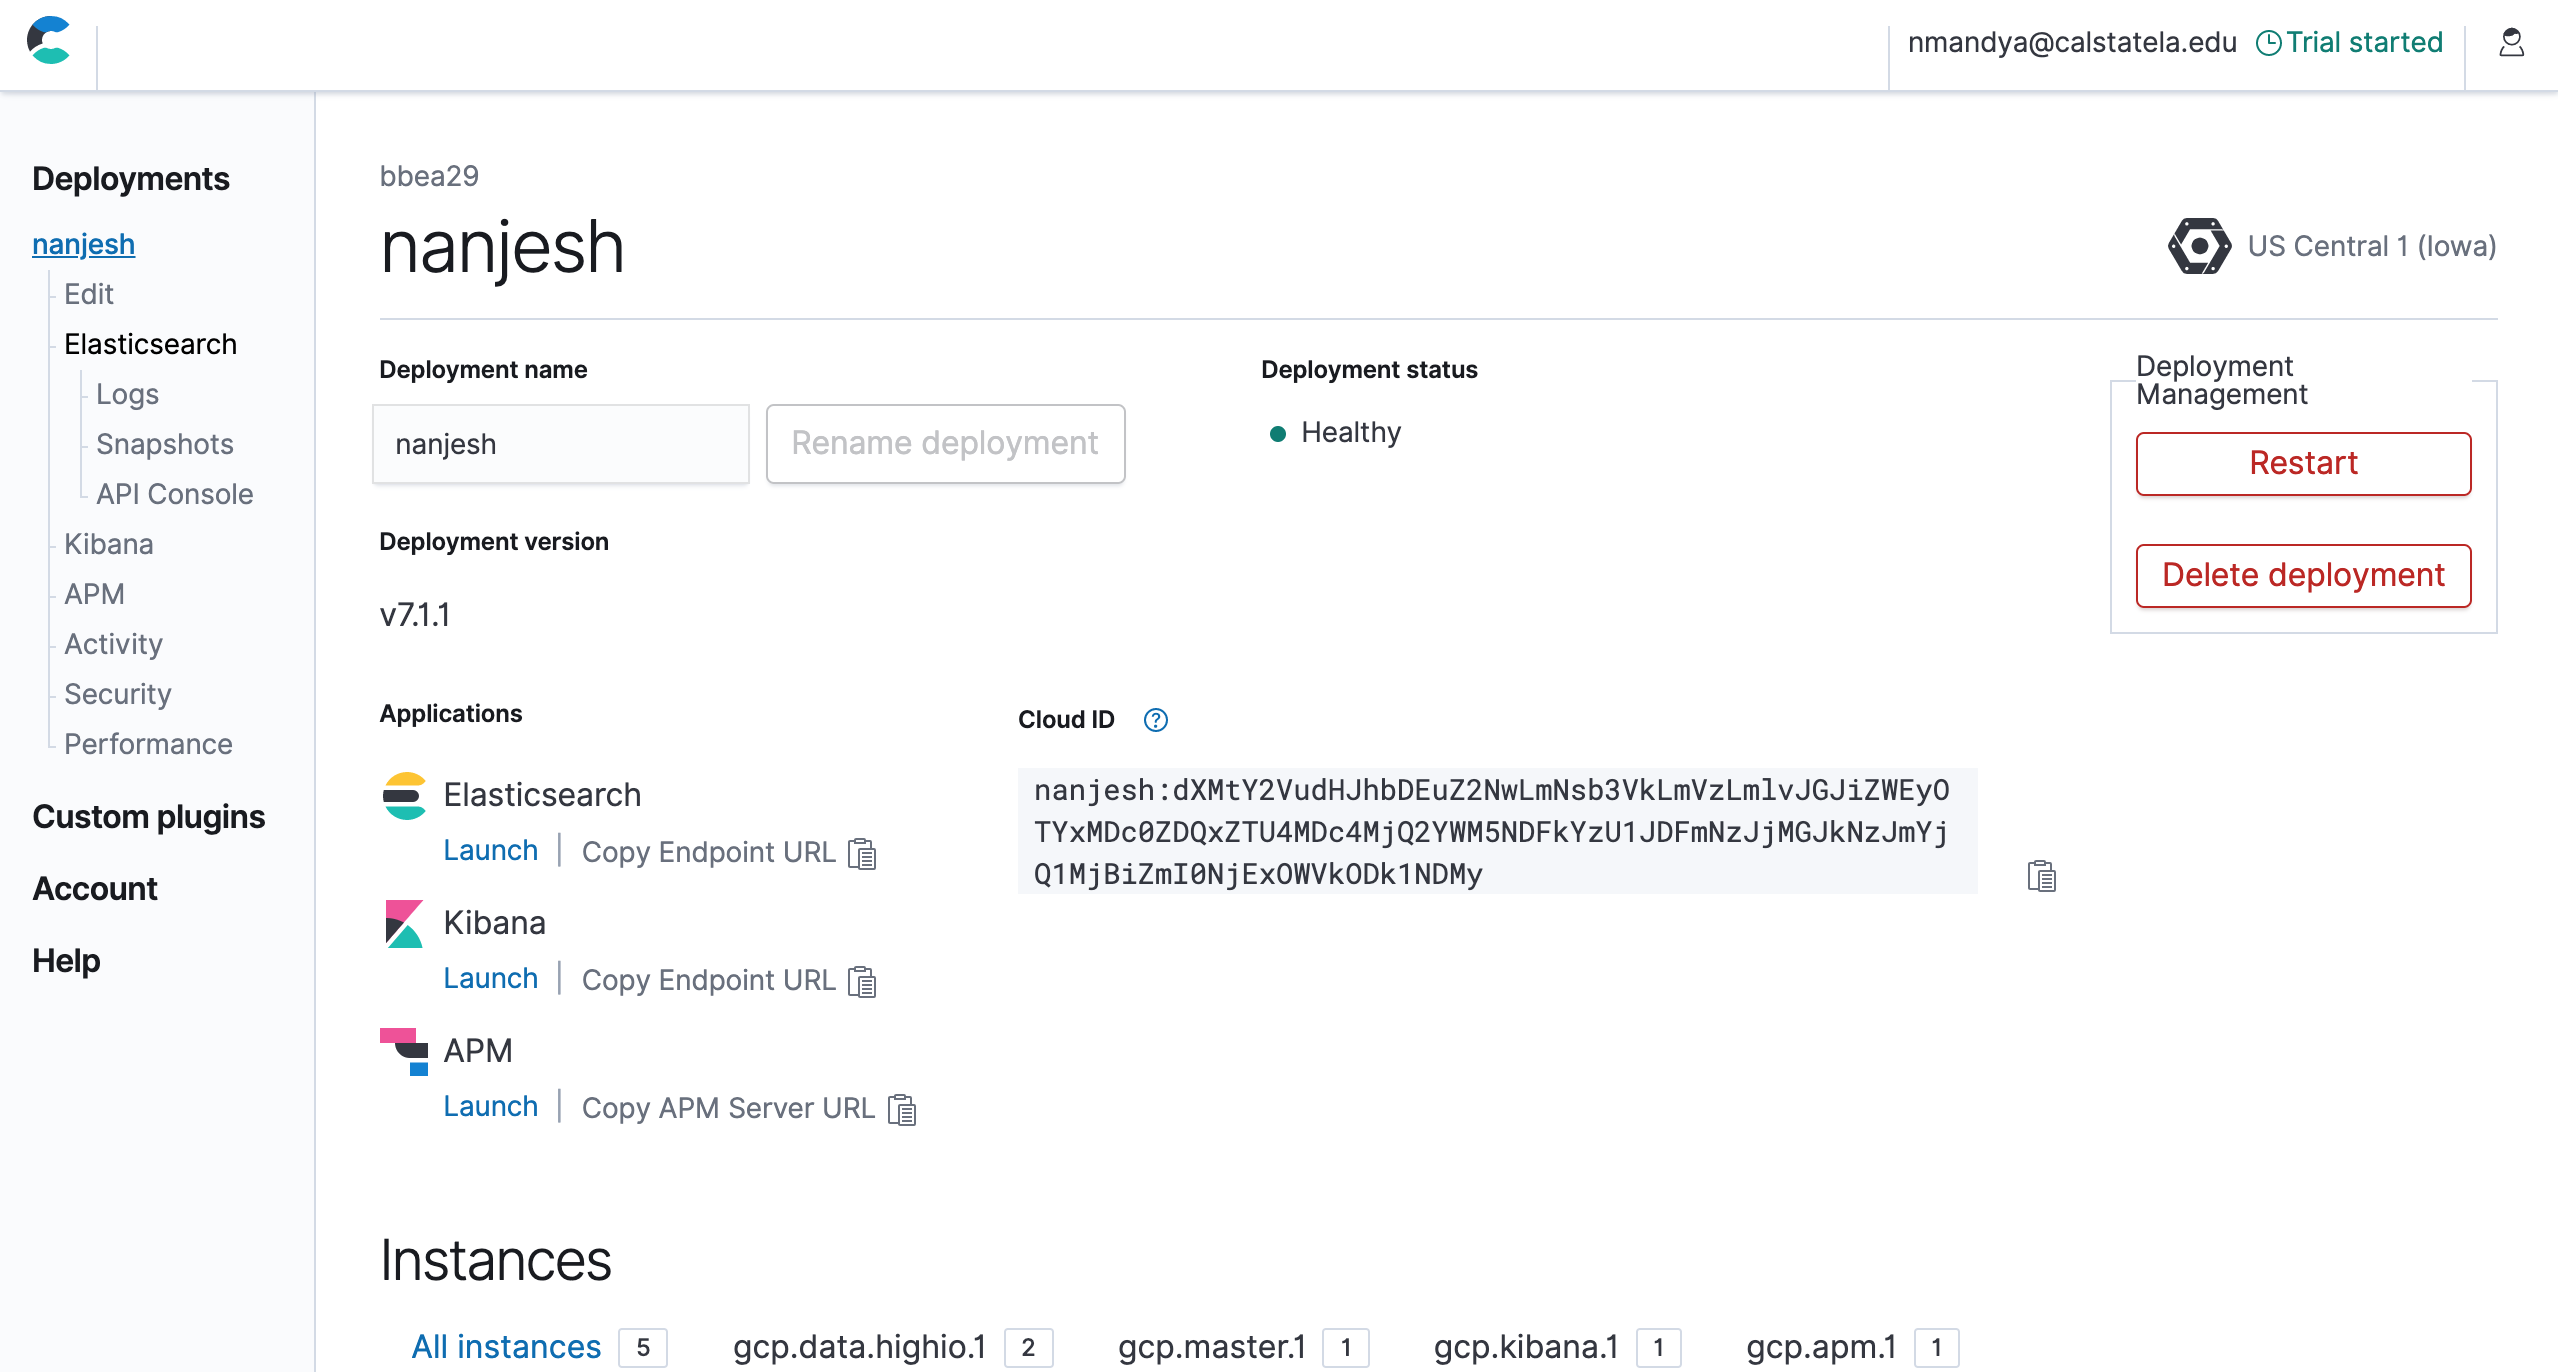 nmandya@calstatela.edu Trial started
Deployments
nanjesh
Edit
Elasticsearch
Logs
Snapshots
API Console
Kibana
APM
Activity
Security
Performance
Custom plugins
Account
Help
bbea29
nanjesh
US Central 1 (Iowa)
Deployment name
nanjesh
Rename deployment
Deployment status
Healthy
Deployment
Management
Restart
Delete deployment
Deployment version
v7.1.1
Applications
Elasticsearch
Launch | Copy Endpoint URL
Kibana
Launch | Copy Endpoint URL
APM
Launch | Copy APM Server URL
Cloud ID
nanjesh:dXMtY2VudHJhbDEuZ2NwLmNsb3VkLmVzLmlvJGJiZWEyO
TYxMDc0ZDQxZTU4MDc4MjQ2YWM5NDFkYzU1JDFmNzJjMGJkNzJmYj
Q1MjBiZmI0NjExOWVkODk1NDMy
Instances
All instances 5 gcp.data.highio.1 2 gcp.master.1 1 gcp.kibana.1 1 gcp.apm.1 1